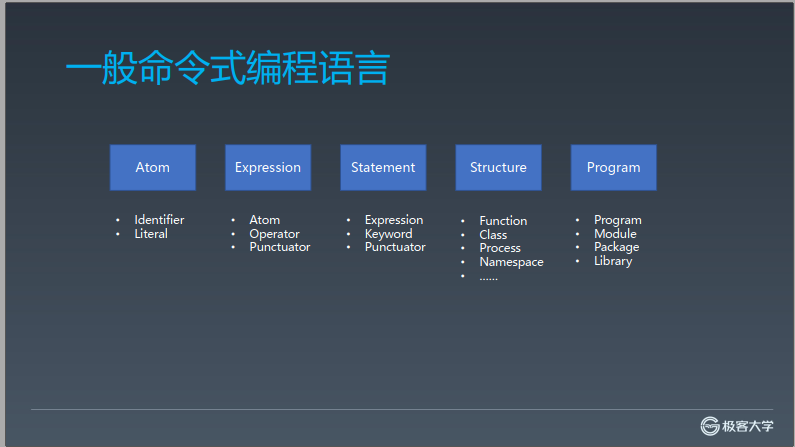 一般命令式编程语言
Atom
Expression
Statement
Structure
Program
• Identifier
• Literal
• Atom
• Operator
• Punctuator
• Expression
• Keyword
• Punctuator
• Function
• Class
• Process
• Namespace
• ……
• Program
• Module
• Package
• Library
极客大学